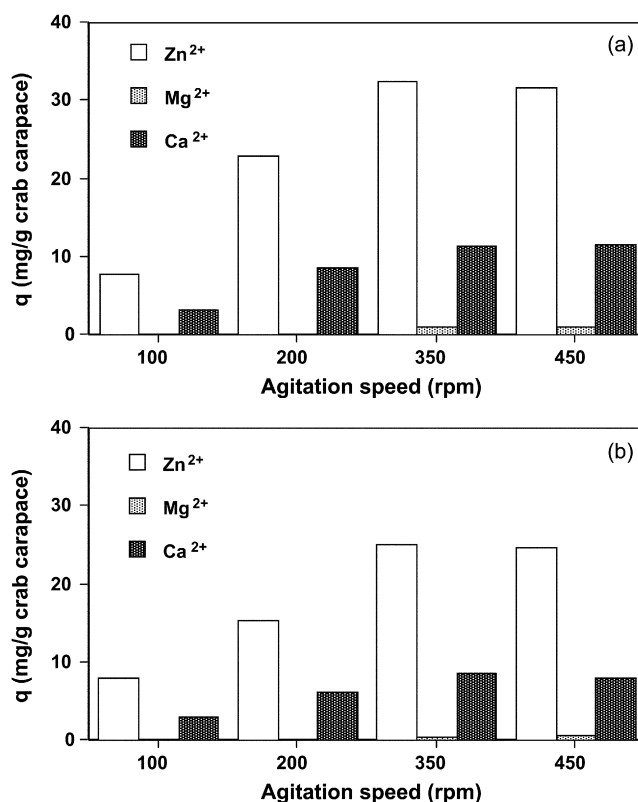 40
(a)
Zn2+
30
Mg2+
Ca2+
20
10
0
q (mg/g crab carapace)
100 200 350 450
Agitation speed (rpm)
40
(b)
Zn2+
30
Mg2+
Ca2+
20
10
0
q (mg/g crab carapace)
100 200 350 450
Agitation speed (rpm)